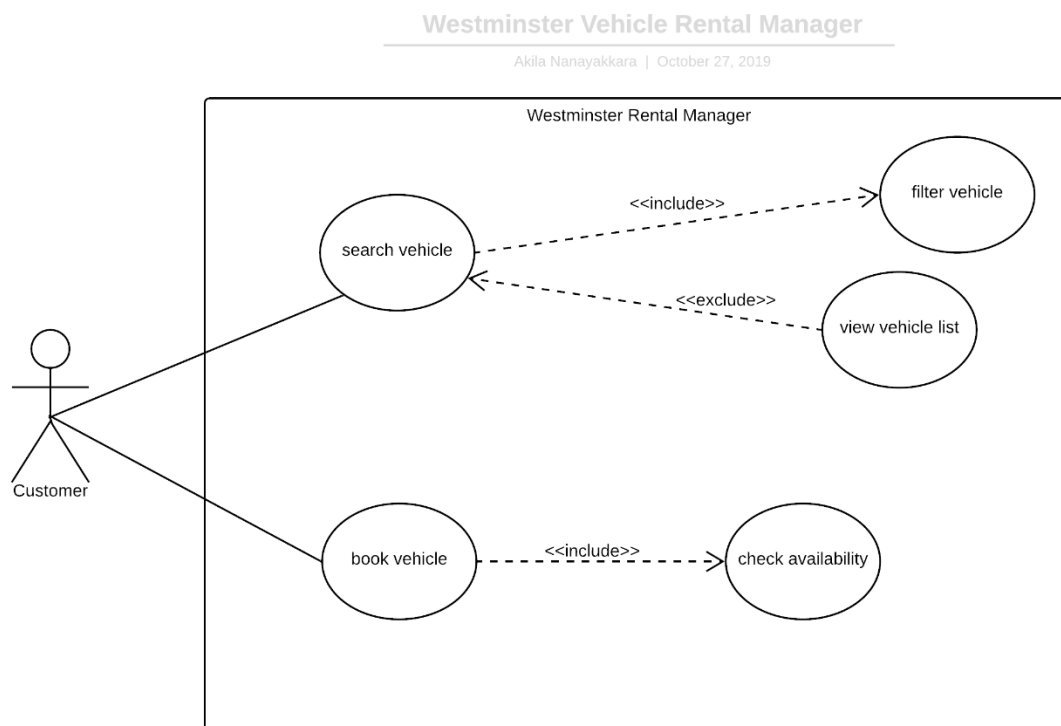 Westminster Vehicle Rental Manager
Akila Nanayakkara | October 27, 2019
Westminster Rental Manager
filter vehicle
<<include>>
search vehicle
<<exclude>>
view vehicle list
Customer
book vehicle
<<include>>
check availability